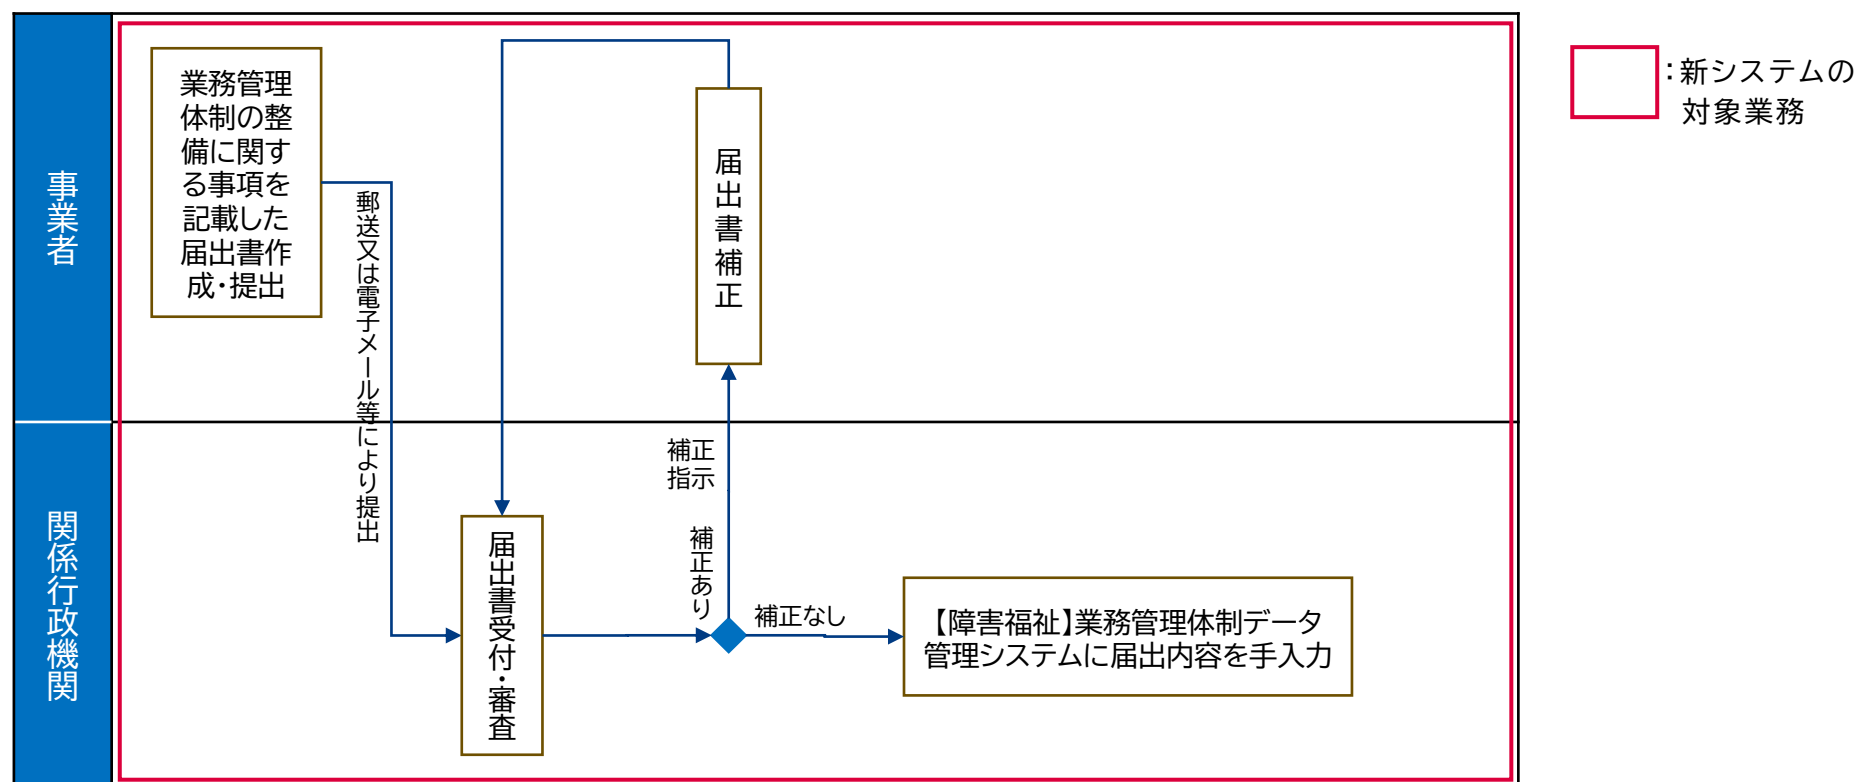 事業者
業務管理
体制の整
備に関す
る事項を
記載した
届出書作
成・提出
郵送又は電子メール等により提出
届出書補正
:新システムの
対象業務
関係行政機関
届出書受付・審査
補正
指示
補正あり
補正なし
【障害福祉】業務管理体制データ
管理システムに届出内容を手入力